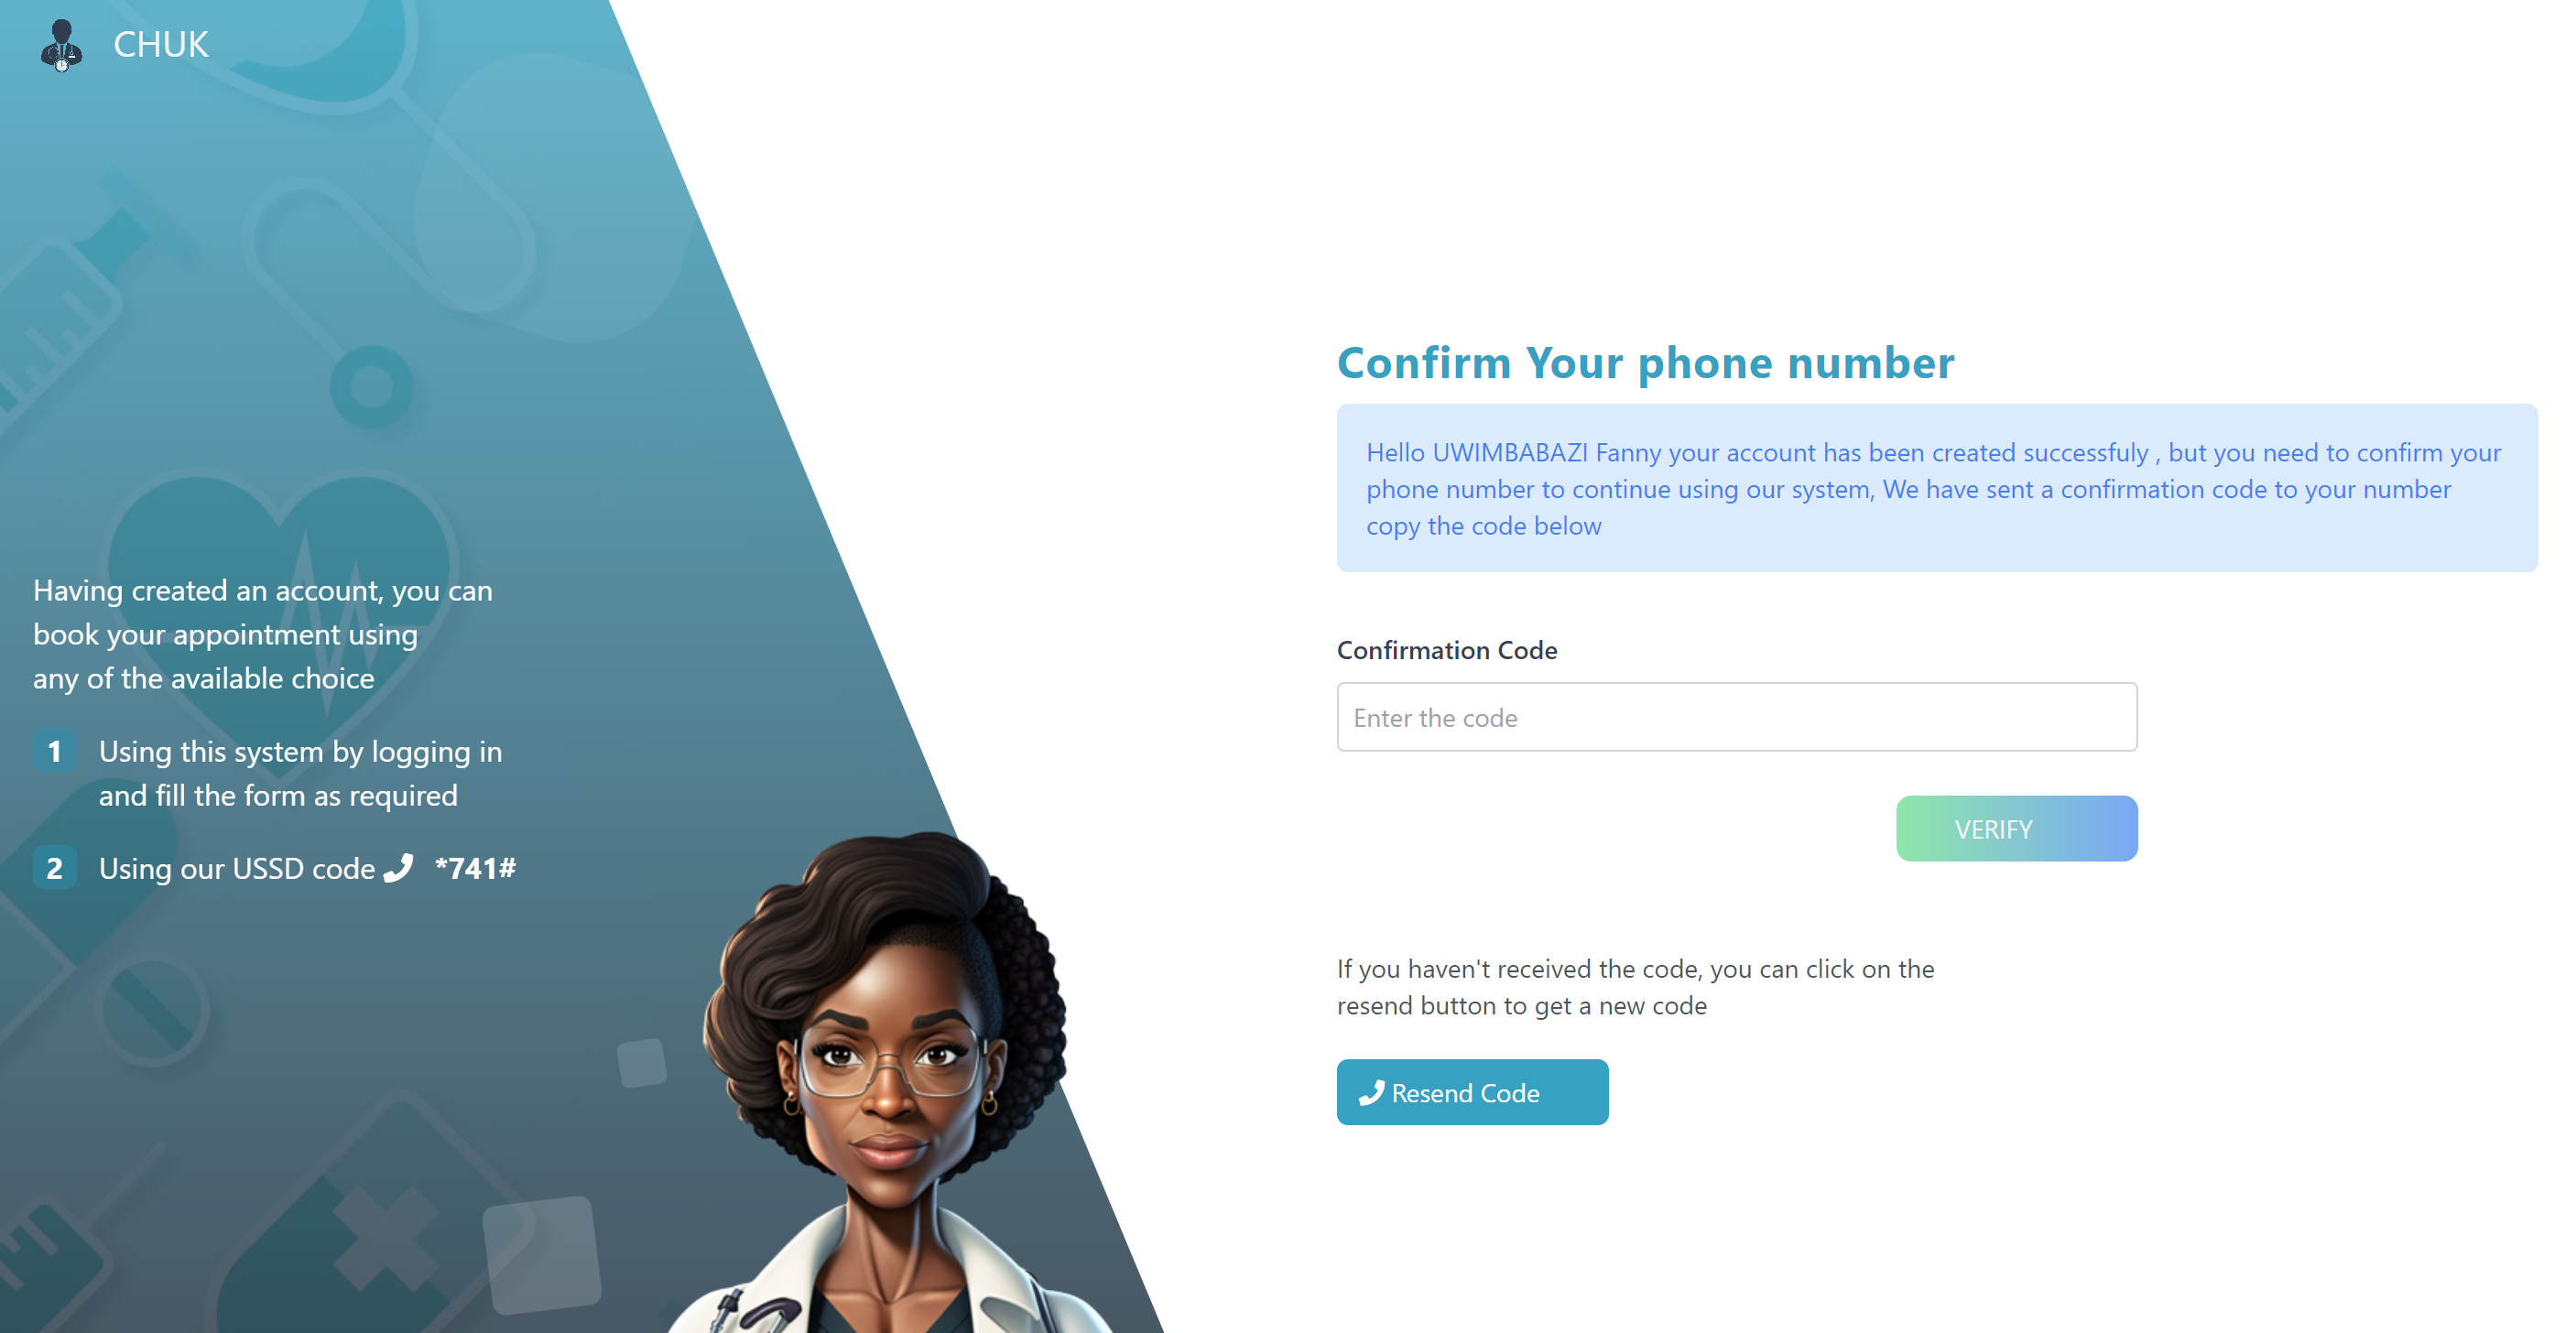 CHUK
Having created an account, you can
book your appointment using
any of the available choice
1 Using this system by logging in
and fill the form as required
2 Using our USSD code *741#
Confirm Your phone number
Hello UWIMBABAZI Fanny your account has been created successfuly , but you need to confirm your
phone number to continue using our system, We have sent a confirmation code to your number
copy the code below
Confirmation Code
Enter the code
VERIFY
If you haven't received the code, you can click on the
resend button to get a new code
Resend Code